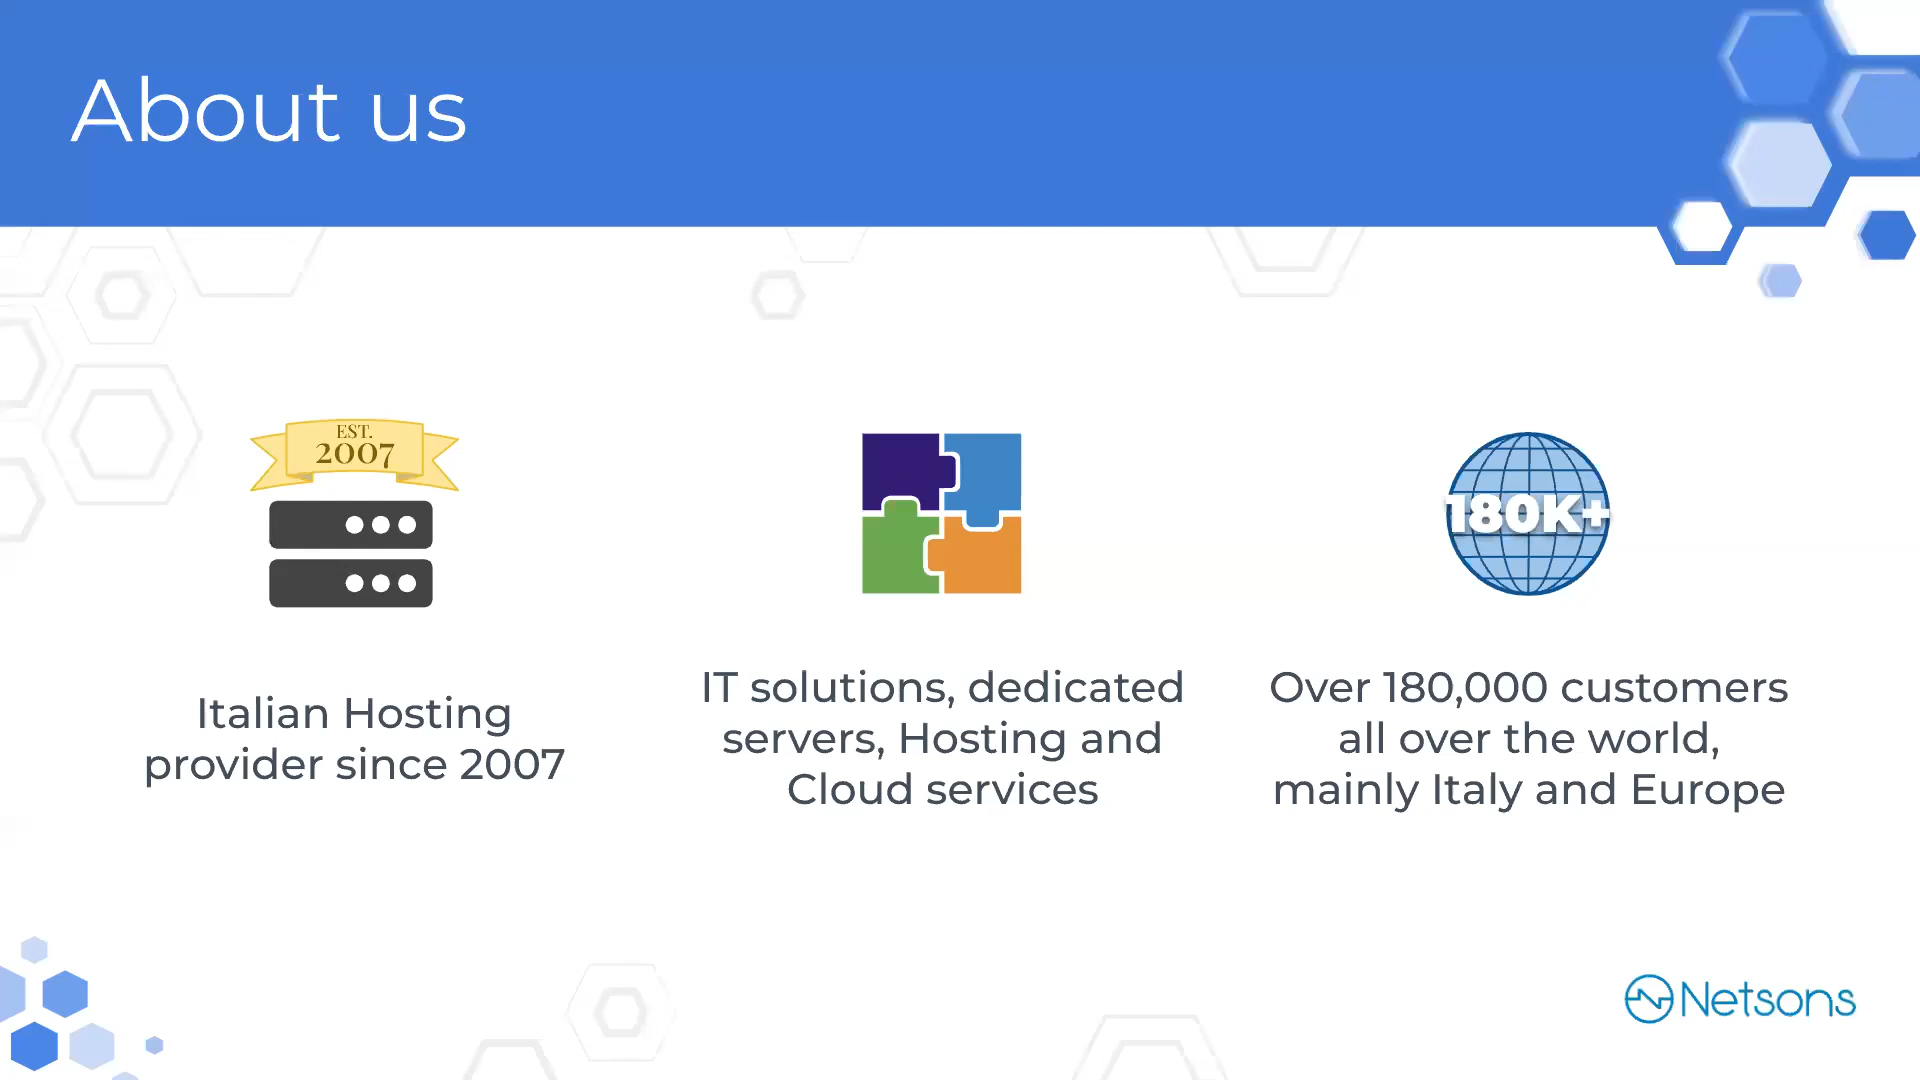 About us
EST.
2007
180K+
Italian Hosting
provider since 2007
IT solutions, dedicated
servers, Hosting and
Cloud services
Over 180,000 customers
all over the world,
mainly Italy and Europe
Netsons